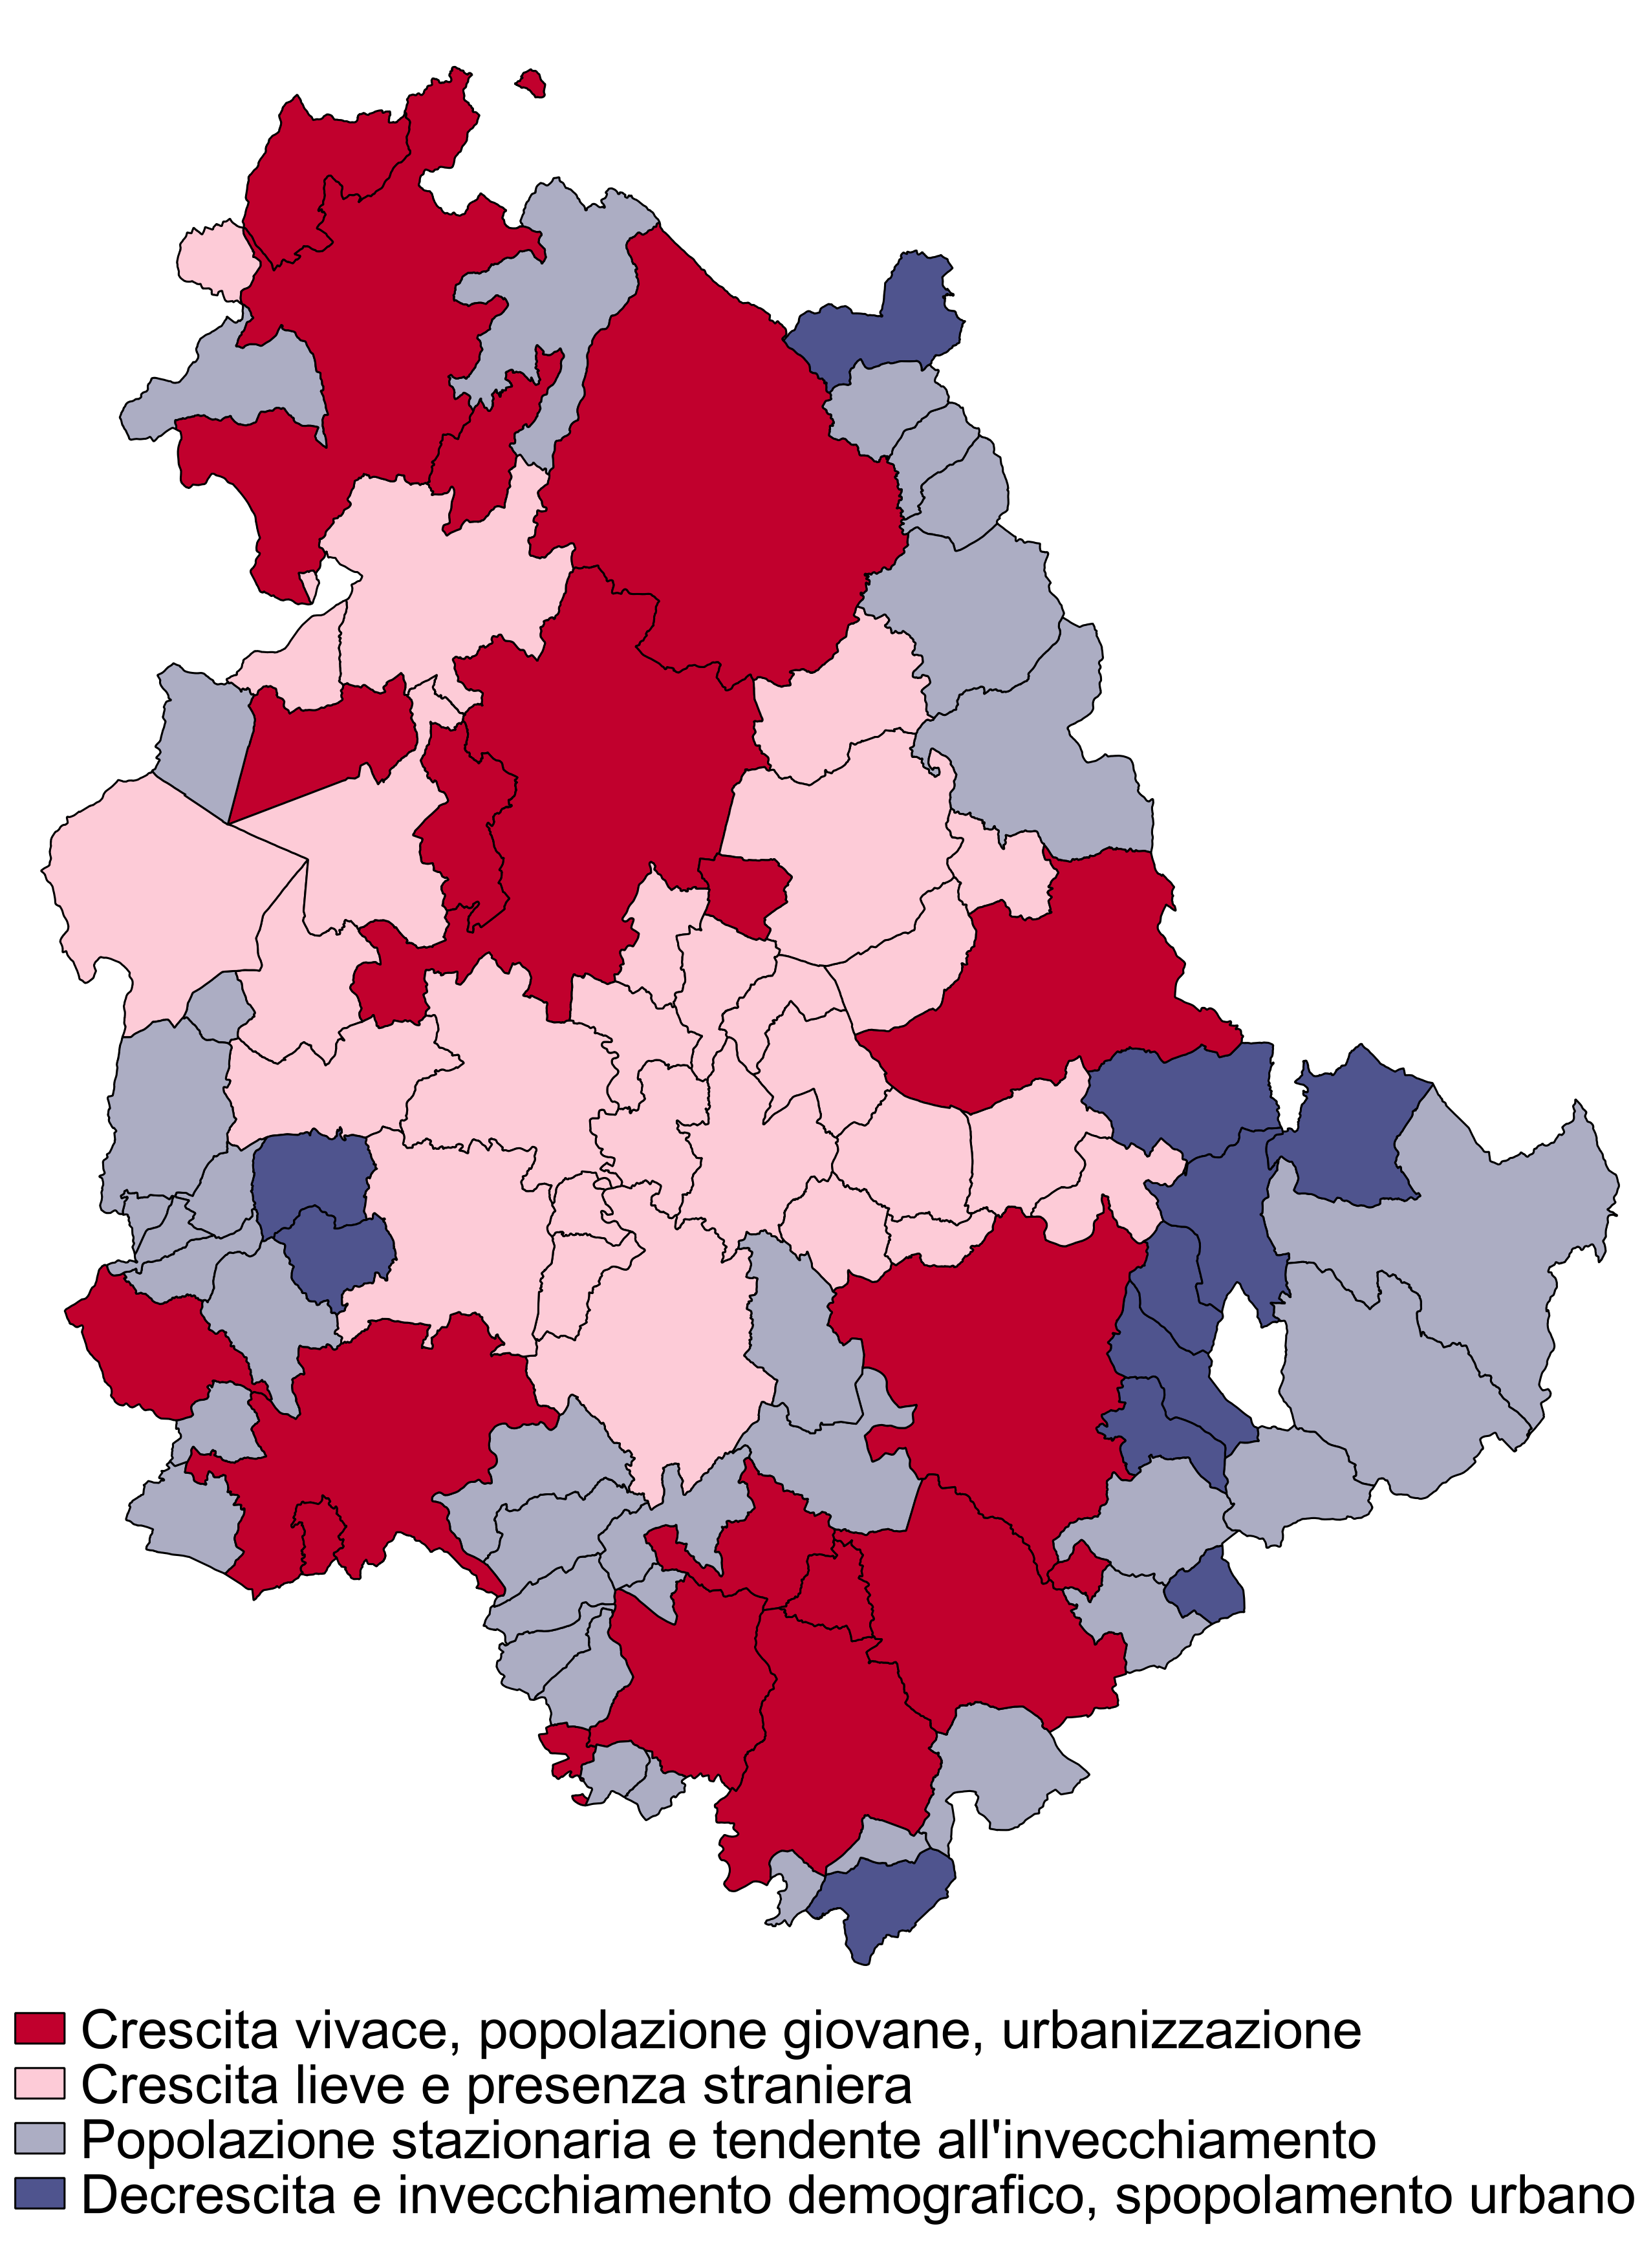 Crescita vivace, popolazione giovane, urbanizzazione
Crescita lieve e presenza straniera
Popolazione stazionaria e tendente all'invecchiamento
Decrescita e invecchiamento demografico, spopolamento urbano